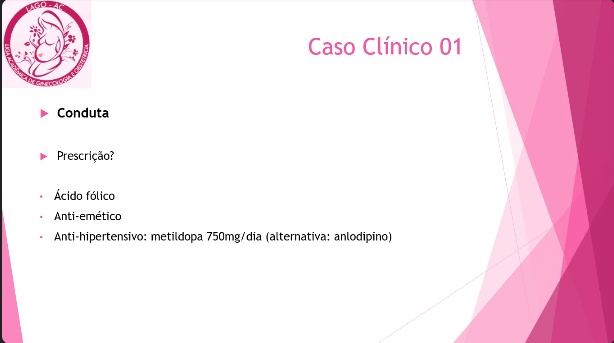 LAGO - AC
LIGA ACADÊMICA DE GINECOLOGIA E OBSTETRÍCIA
Caso Clínico 01
Conduta
Prescrição?
Ácido fólico
Anti-emético
Anti-hipertensivo: metildopa 750mg/dia (alternativa: anlodipino)